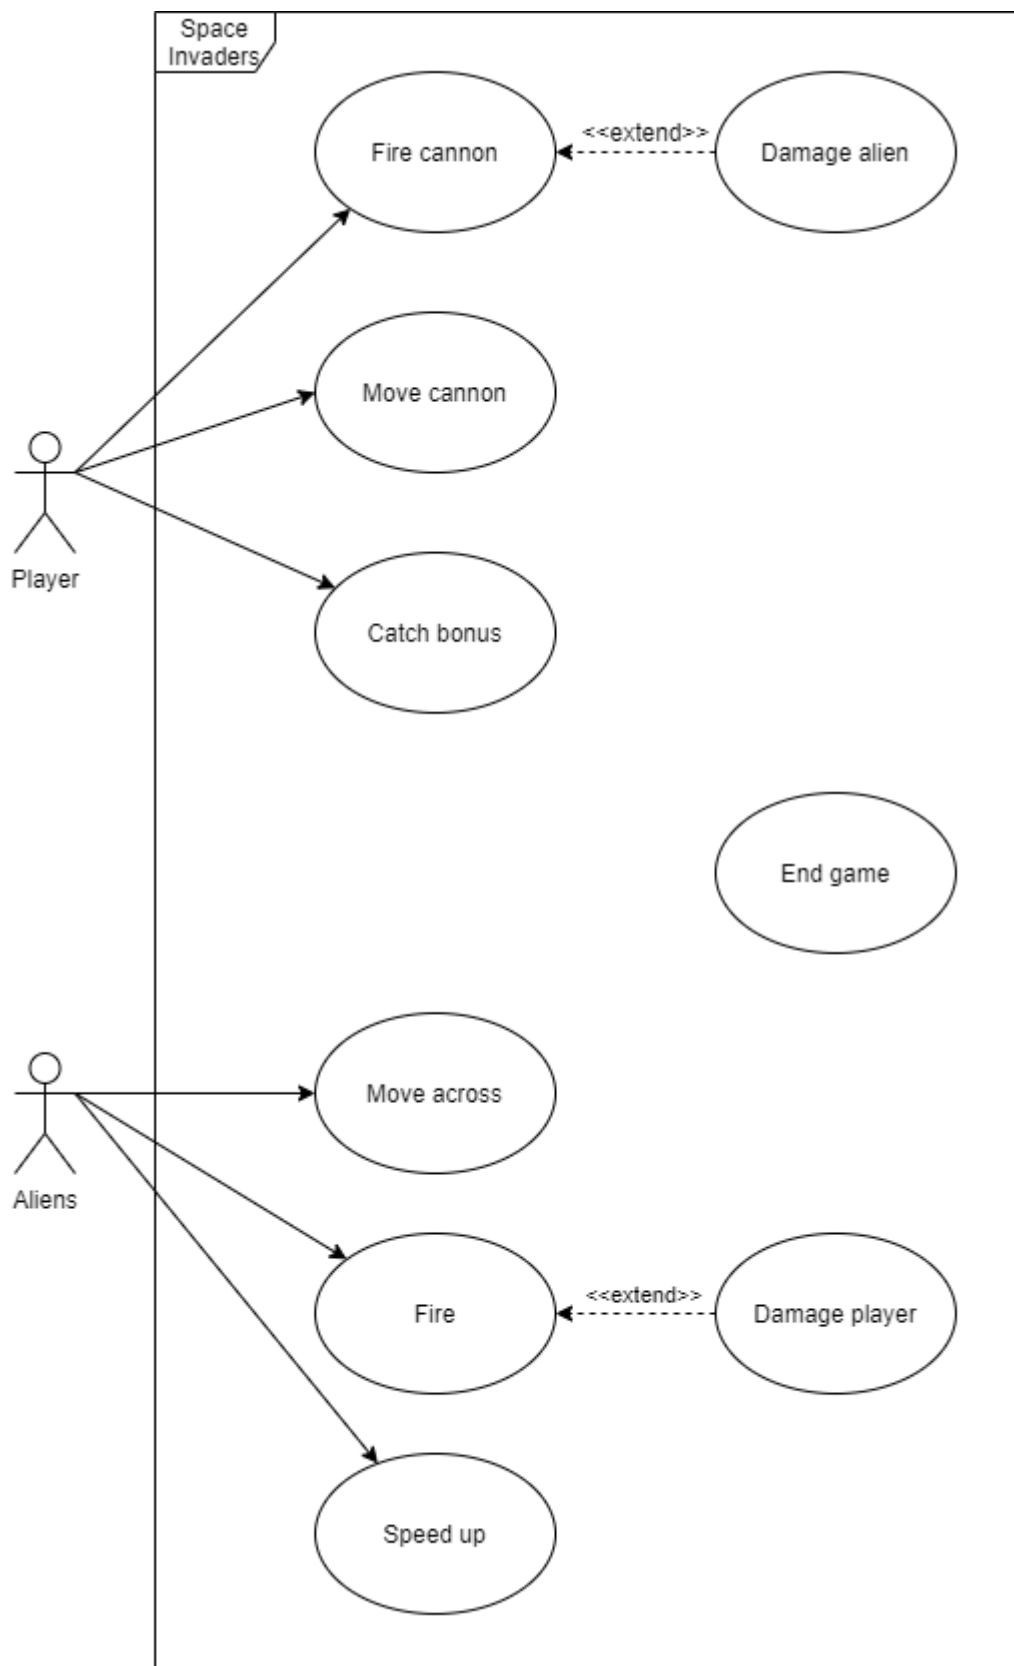 Space
Invaders
Fire cannon
<<extend>>
Damage alien
Move cannon
Player
Catch bonus
End game
Move across
Aliens
Fire
<<extend>>
Damage player
Speed up